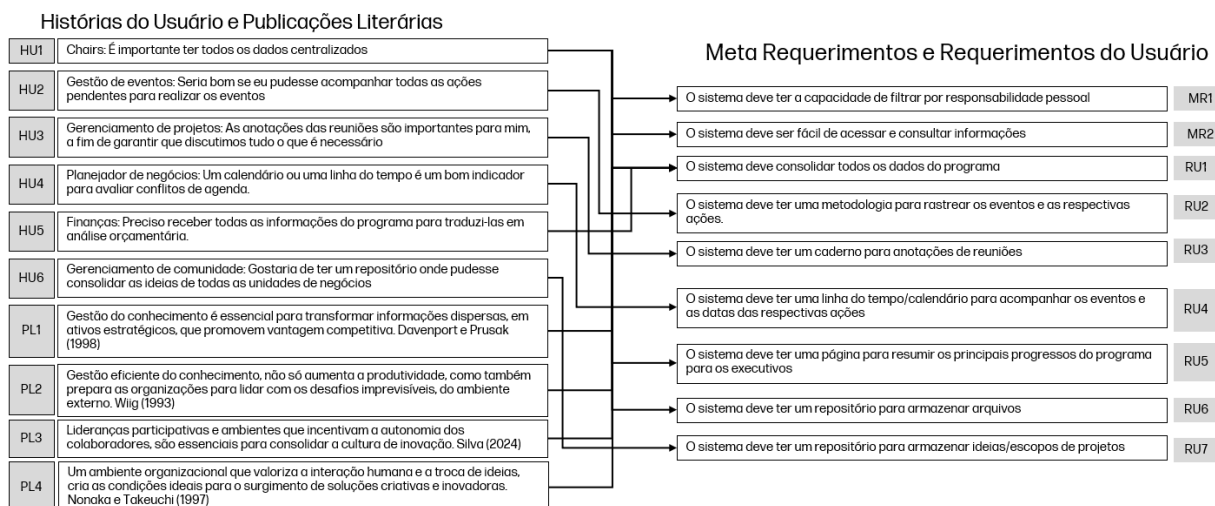 Histórias do Usuário e Publicações Literárias
HU1
Chairs: É importante ter todos os dados centralizados
HU2
Gestão de eventos: Seria bom se eu pudesse acompanhar todas as ações
pendentes para realizar os eventos
HU3
Gerenciamento de projetos: As anotações das reuniões são importantes para mim,
a fim de garantir que discutimos tudo o que é necessário
HU4
Planejador de negócios: Um calendário ou uma linha do tempo é um bom indicador
para avaliar conflitos de agenda.
HU5
Finanças: Preciso receber todas as informações do programa para traduzi-las em
análise orçamentária.
HU6
Gerenciamento de comunidade: Gostaria de ter um repositório onde pudesse
consolidar as ideias de todas as unidades de negócios
PL1
Gestão do conhecimento é essencial para transformar informações dispersas, em
ativos estratégicos, que promovem vantagem competitiva. Davenport e Prusak
(1998)
PL2
Gestão eficiente do conhecimento, não só aumenta a produtividade, como também
prepara as organizações para lidar com os desafios imprevisíveis, do ambiente
externo. Wiig (1993)
PL3
Lideranças participativas e ambientes que incentivam a autonomia dos
colaboradores, são essenciais para consolidar a cultura de inovação. Silva (2024)
PL4
Um ambiente organizacional que valoriza a interação humana e a troca de ideias,
cria as condições ideais para o surgimento de soluções criativas e inovadoras.
Nonaka e Takeuchi (1997)
Meta Requerimentos e Requerimentos do Usuário
O sistema deve ter a capacidade de filtrar por responsabilidade pessoal
MR1
O sistema deve ser fácil de acessar e consultar informações
MR2
O sistema deve consolidar todos os dados do programa
RU1
O sistema deve ter uma metodologia para rastrear os eventos e as respectivas
ações.
RU2
O sistema deve ter um caderno para anotações de reuniões
RU3
O sistema deve ter uma linha do tempo/calendário para acompanhar os eventos e
as datas das respectivas ações
RU4
O sistema deve ter uma página para resumir os principais progressos do programa
para os executivos
RU5
O sistema deve ter um repositório para armazenar arquivos
RU6
O sistema deve ter um repositório para armazenar ideias/escopos de projetos
RU7